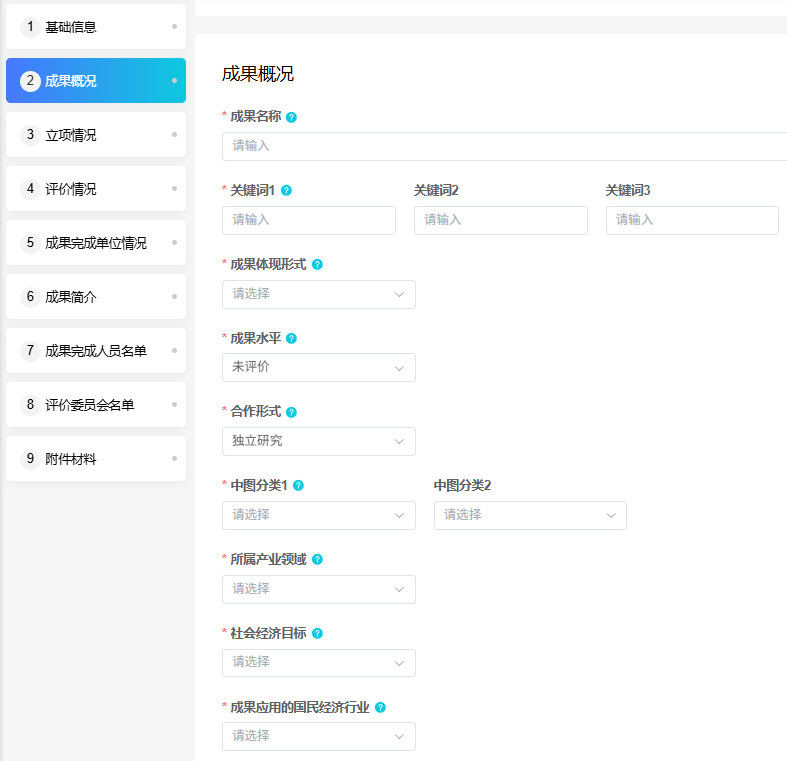 1 基础信息
2 成果概况
3 立项情况
4 评价情况
5 成果完成单位情况
6 成果简介
7 成果完成人员名单
8 评价委员会名单
9 附件材料
成果概况
* 成果名称 ?
请输入
* 关键词1 ? 关键词2 关键词3
请输入 请输入 请输入
* 成果体现形式 ?
请选择
* 成果水平 ?
未评价
* 合作形式 ?
独立研究
* 中图分类1 ? 中图分类2
请选择 请选择
* 所属产业领域 ?
请选择
* 社会经济目标 ?
请选择
* 成果应用的国民经济行业 ?
请选择